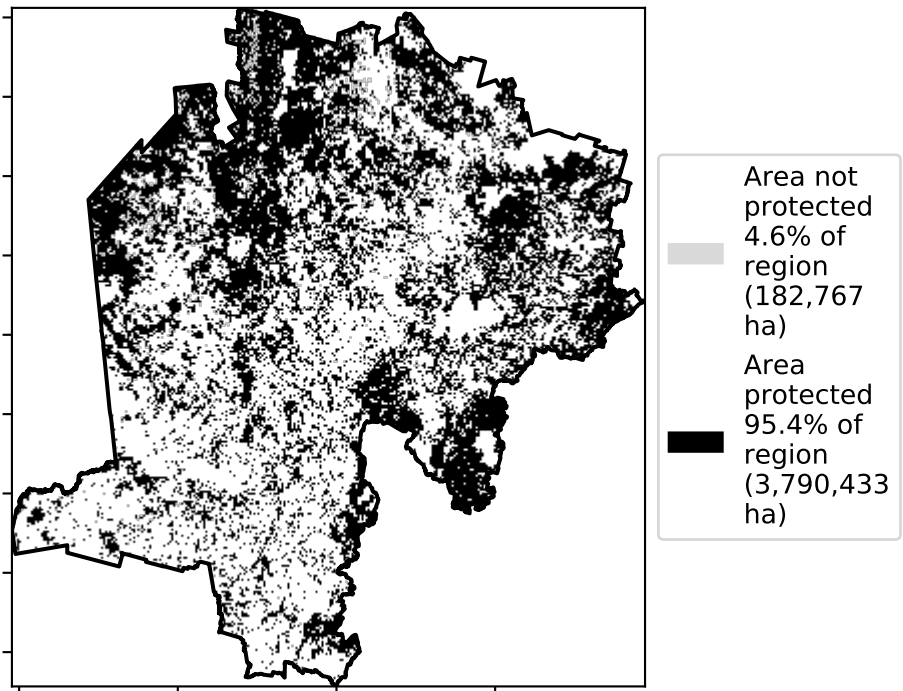 Area not
protected
4.6% of
region
(182,767
ha)
Area
protected
95.4% of
region
(3,790,433
ha)